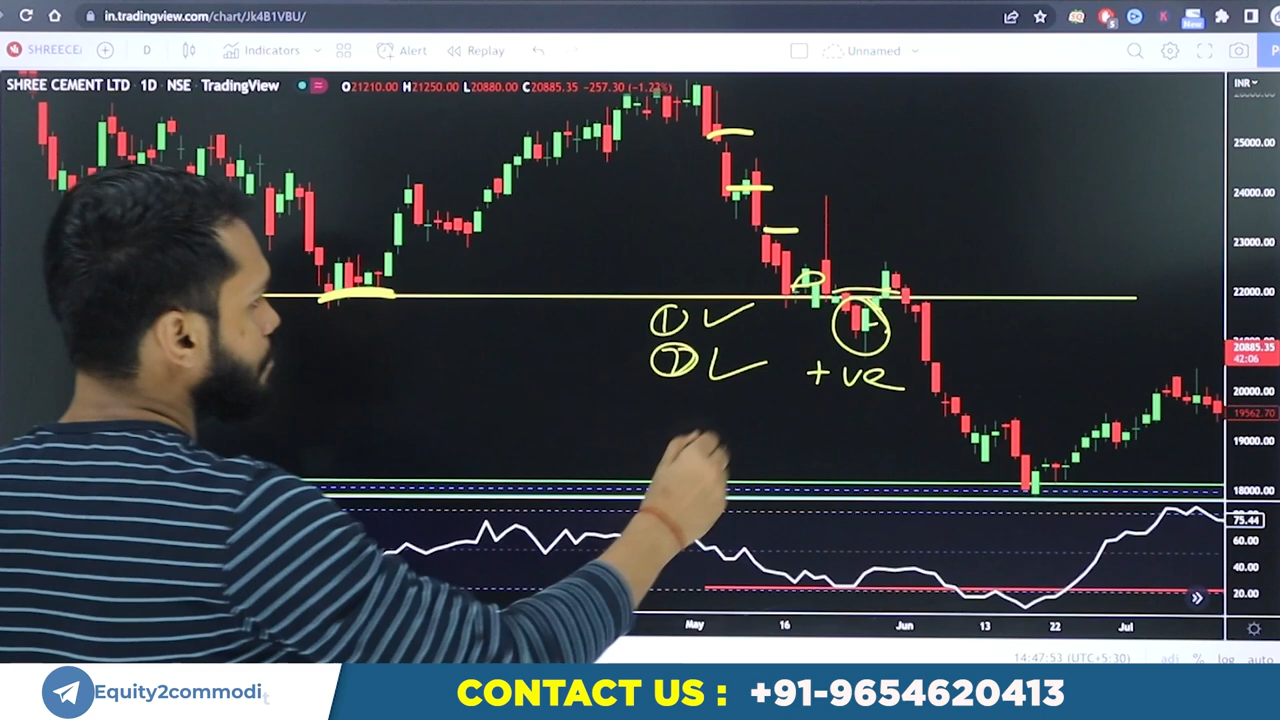 in.tradingview.com/chart/Jk4B1VBU/
New
SHREECE
D
Indicators
Alert
Replay
Unnamed
SHREE CEMENT LTD · 1D · NSE · TradingView
O21210.00 H21250.00 L20880.00 C20885.35 -257.30 (-1.22%)
INR
25000.00
24000.00
23000.00
22000.00
20885.35
42:06
20000.00
19562.70
19000.00
18000.00
① ✓
② ✓
+ve
75.44
60.00
40.00
20.00
May 16 Jun 13 22 Jul
14:47:53 (UTC+5:30)
adj % log auto
Equity2commodit
CONTACT US : +91-9654620413